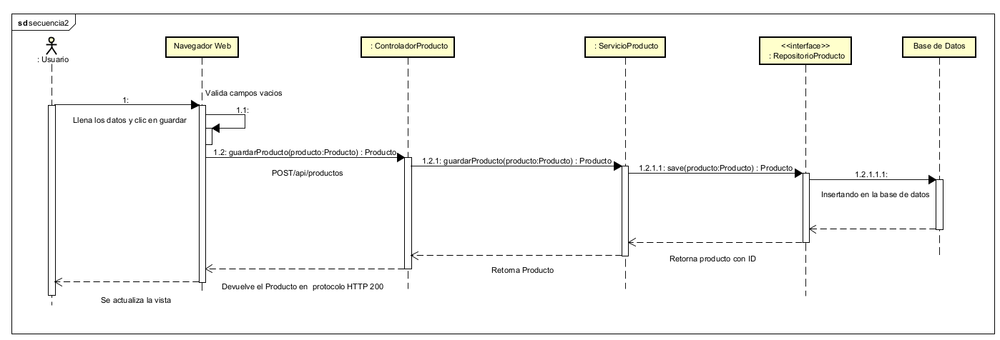 sd secuencia2
: Usuario
Navegador Web
: ControladorProducto
: ServicioProducto
<<interface>>
: RepositorioProducto
Base de Datos
Valida campos vacios
1:
1.1:
Llena los datos y clic en guardar
1.2: guardarProducto(producto:Producto) : Producto
1.2.1: guardarProducto(producto:Producto) : Producto
1.2.1.1: save(producto:Producto) : Producto
1.2.1.1.1:
POST/api/productos
Insertando en la base de datos
Retorna producto con ID
Retorna Producto
Devuelve el Producto en protocolo HTTP 200
Se actualiza la vista